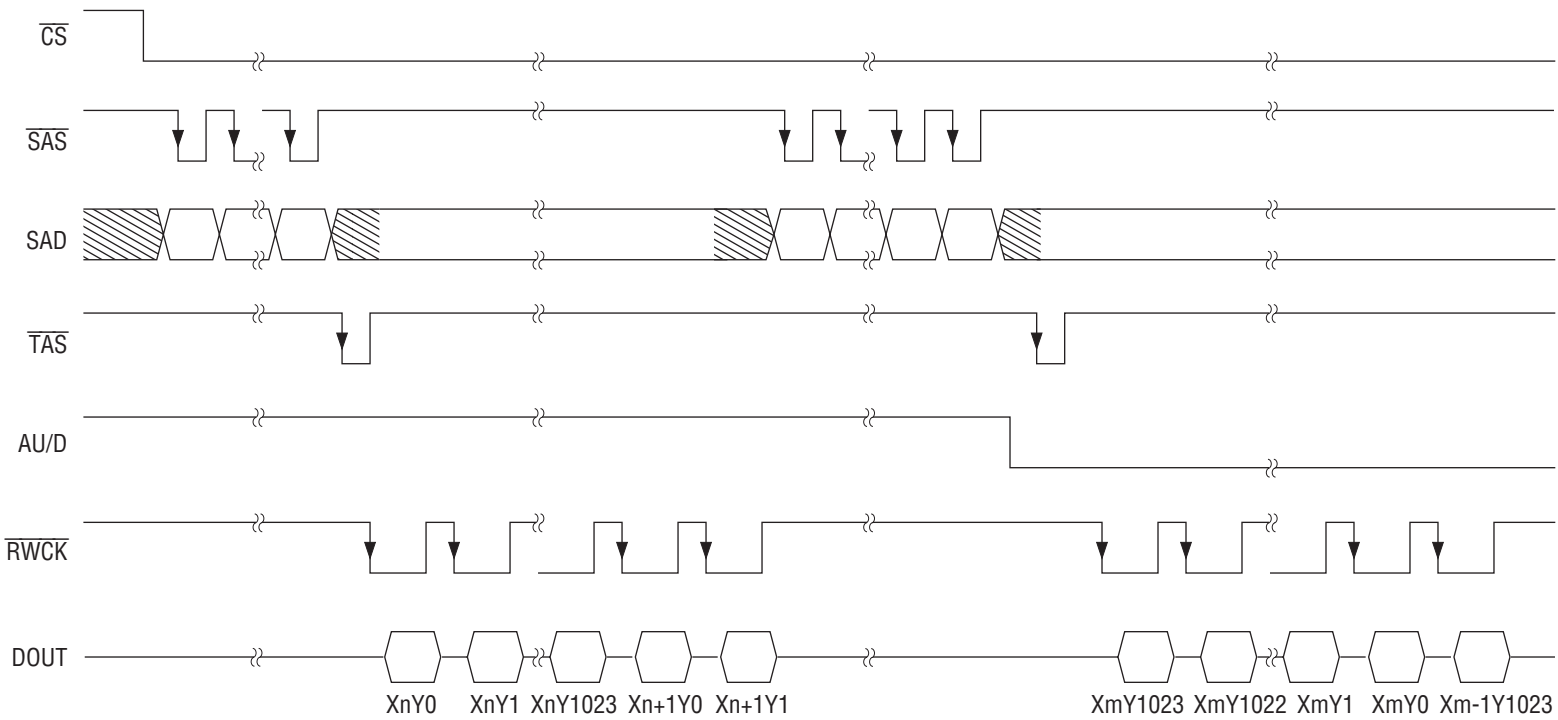 CS
SAS
SAD
TAS
AU/D
RWCK
DOUT
XnY0 XnY1 XnY1023 Xn+1Y0 Xn+1Y1 XmY1023 XmY1022 XmY1 XmY0 Xm-1Y1023